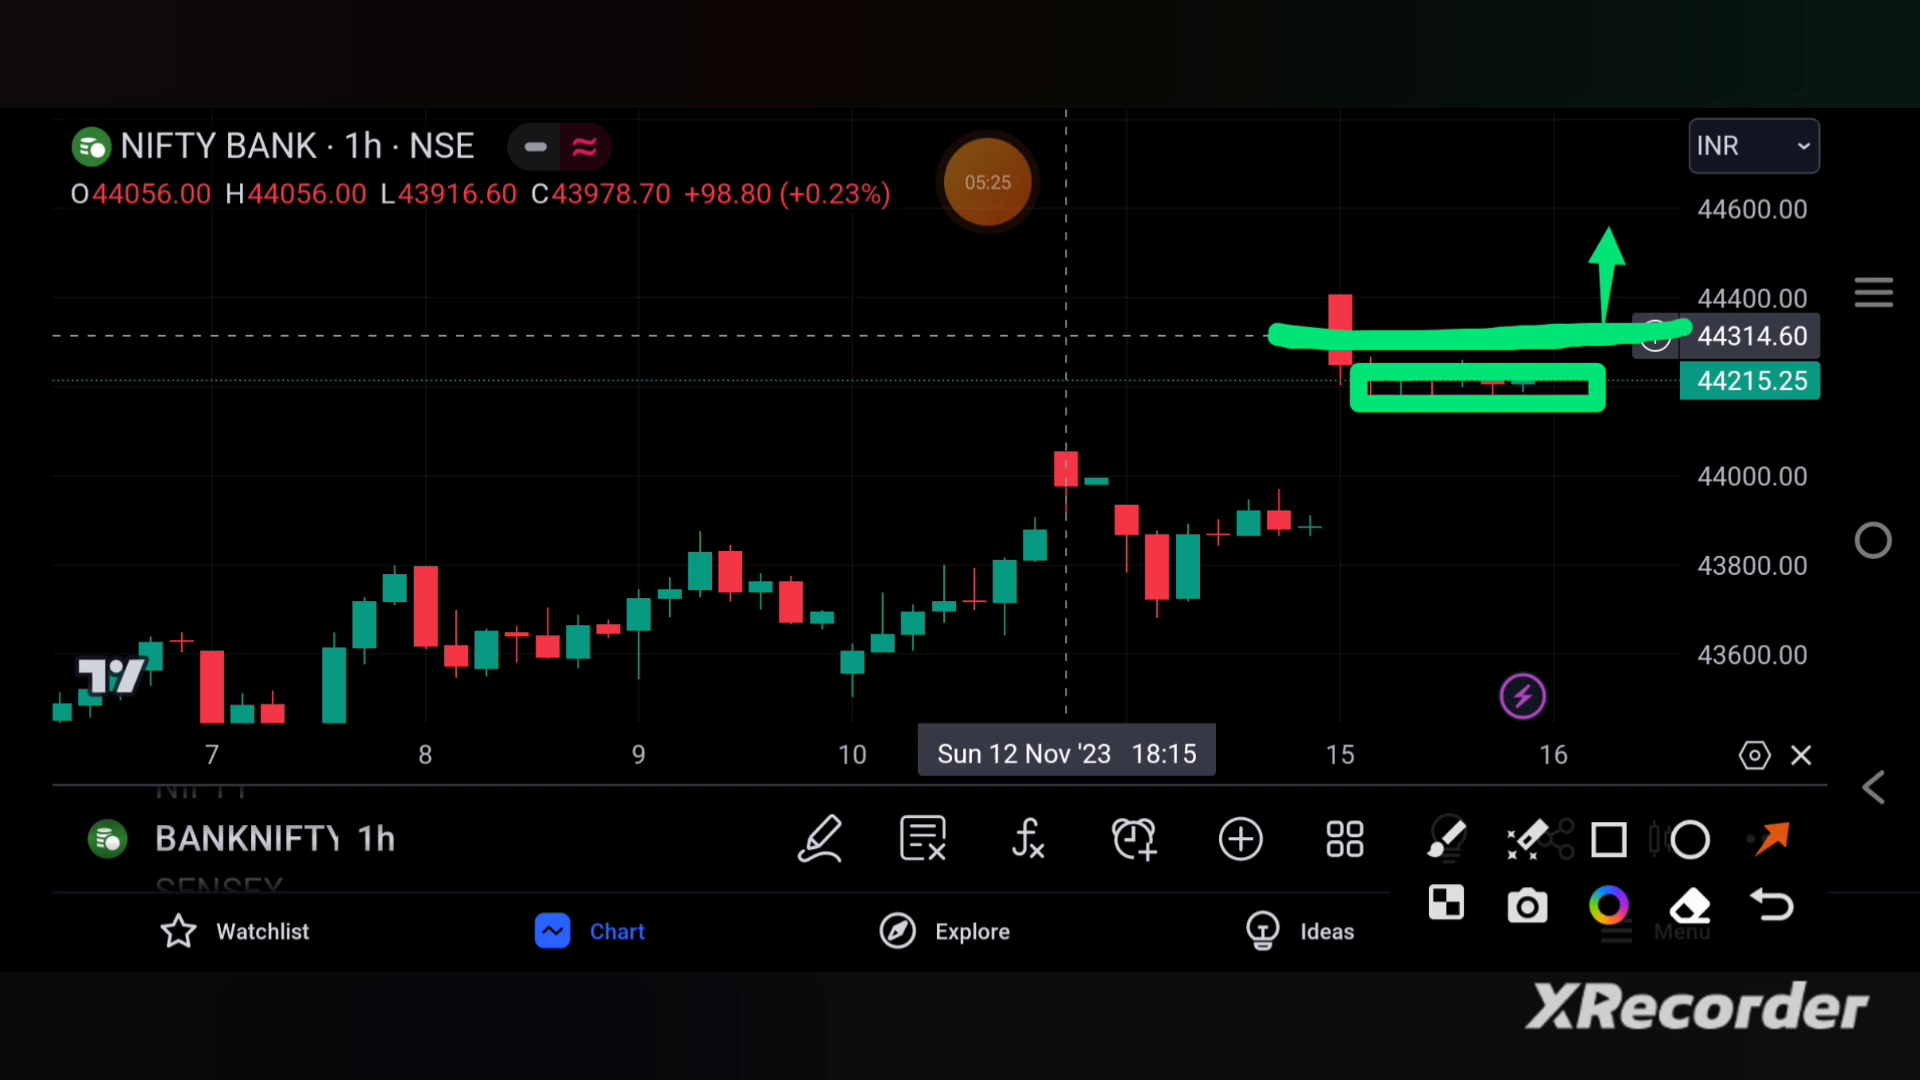 NIFTY BANK · 1h · NSE
O44056.00 H44056.00 L43916.60 C43978.70 +98.80 (+0.23%)
05:25
INR
44600.00
44400.00
44314.60
44215.25
44000.00
43800.00
43600.00
7 8 9 10 Sun 12 Nov '23 18:15 15 16
NIFTY
BANKNIFTY 1h
SENSEX
Watchlist Chart Explore Ideas Menu
XRecorder